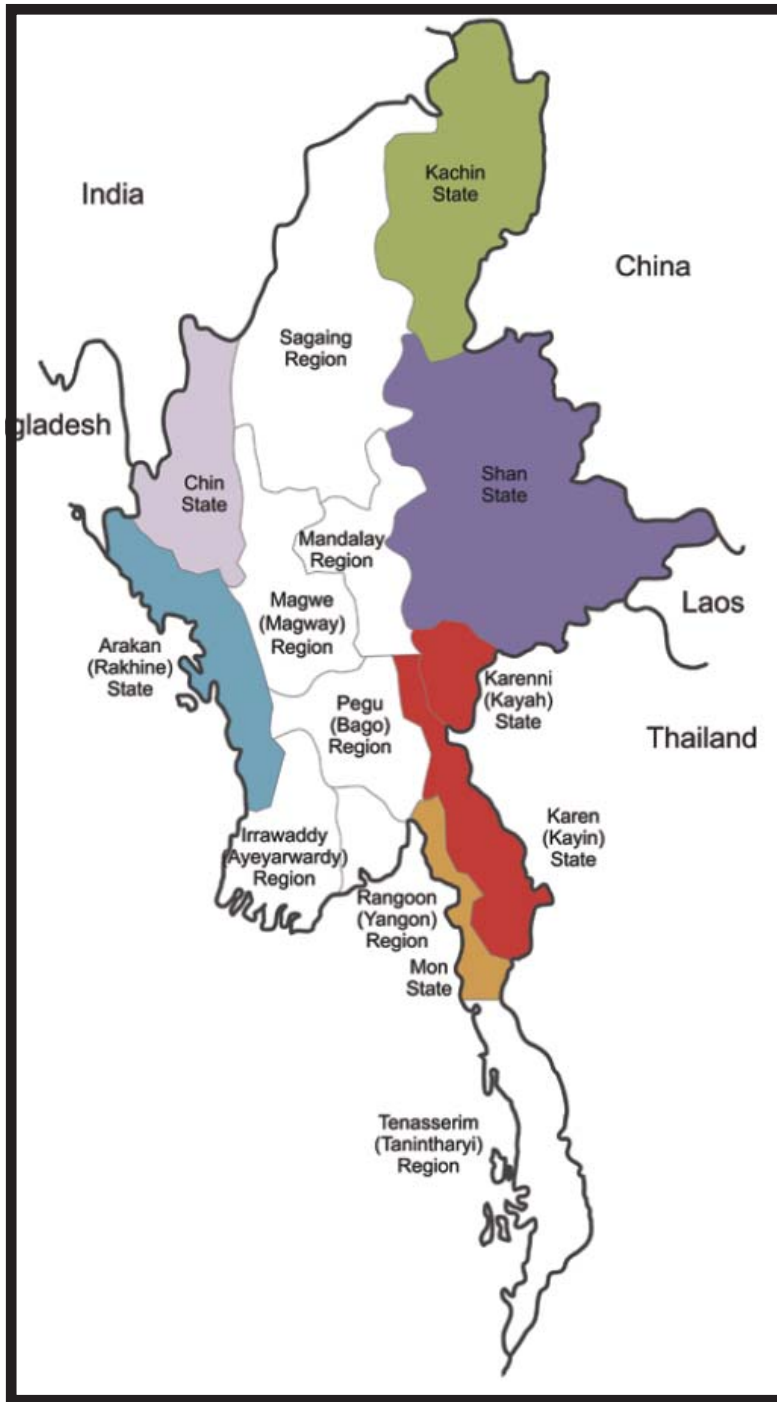 Kachin
State
India
China
Sagaing
Region
gladesh
Shan
State
Chin
State
Mandalay
Region
Laos
Magwe
(Magway)
Region
Arakan
(Rakhine)
State
Karenni
(Kayah)
State
Pegu
(Bago)
Region
Thailand
Karen
(Kayin)
State
Irrawaddy
(Ayeyarwardy)
Region
Rangoon
(Yangon)
Region
Mon
State
Tenasserim
(Tanintharyi)
Region